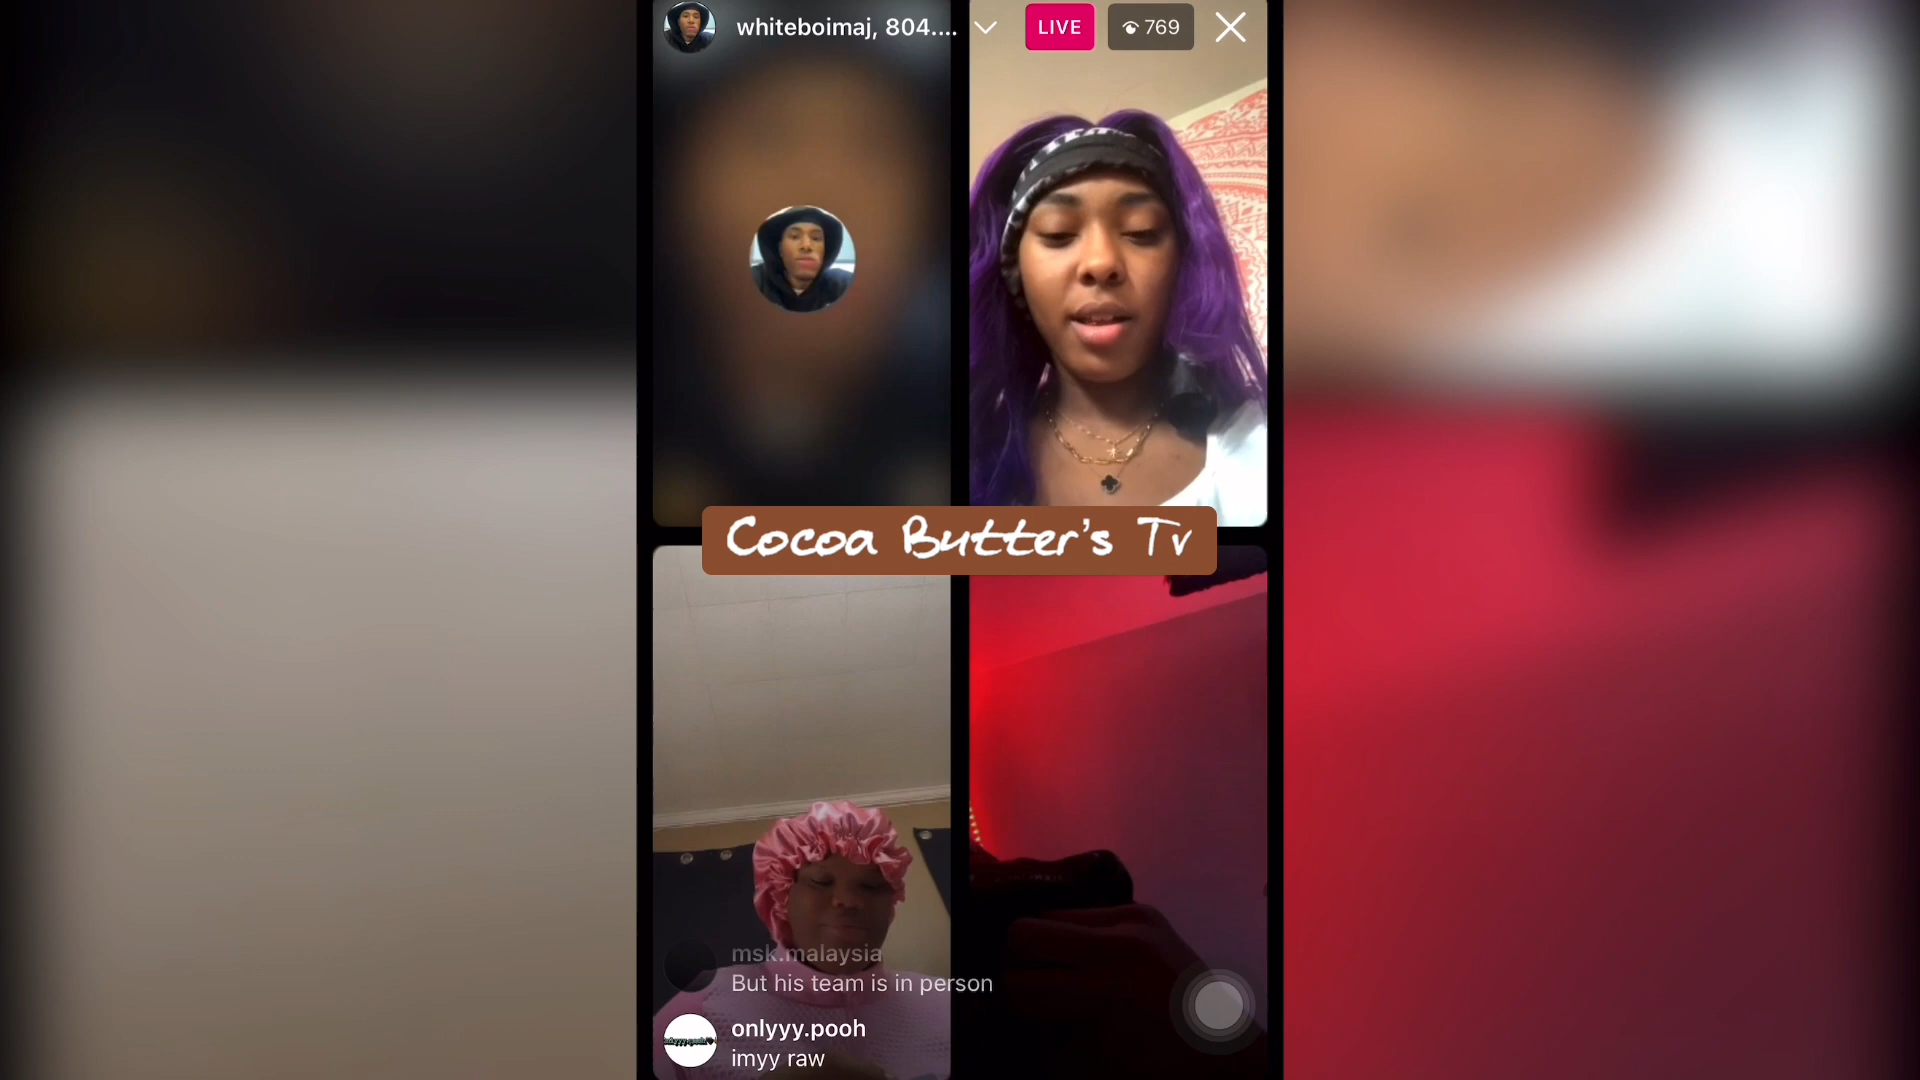 whiteboimaj, 804....
LIVE
769
Cocoa Butter's Tv
msk.malaysia
But his team is in person
onlyyy.pooh
imyy raw